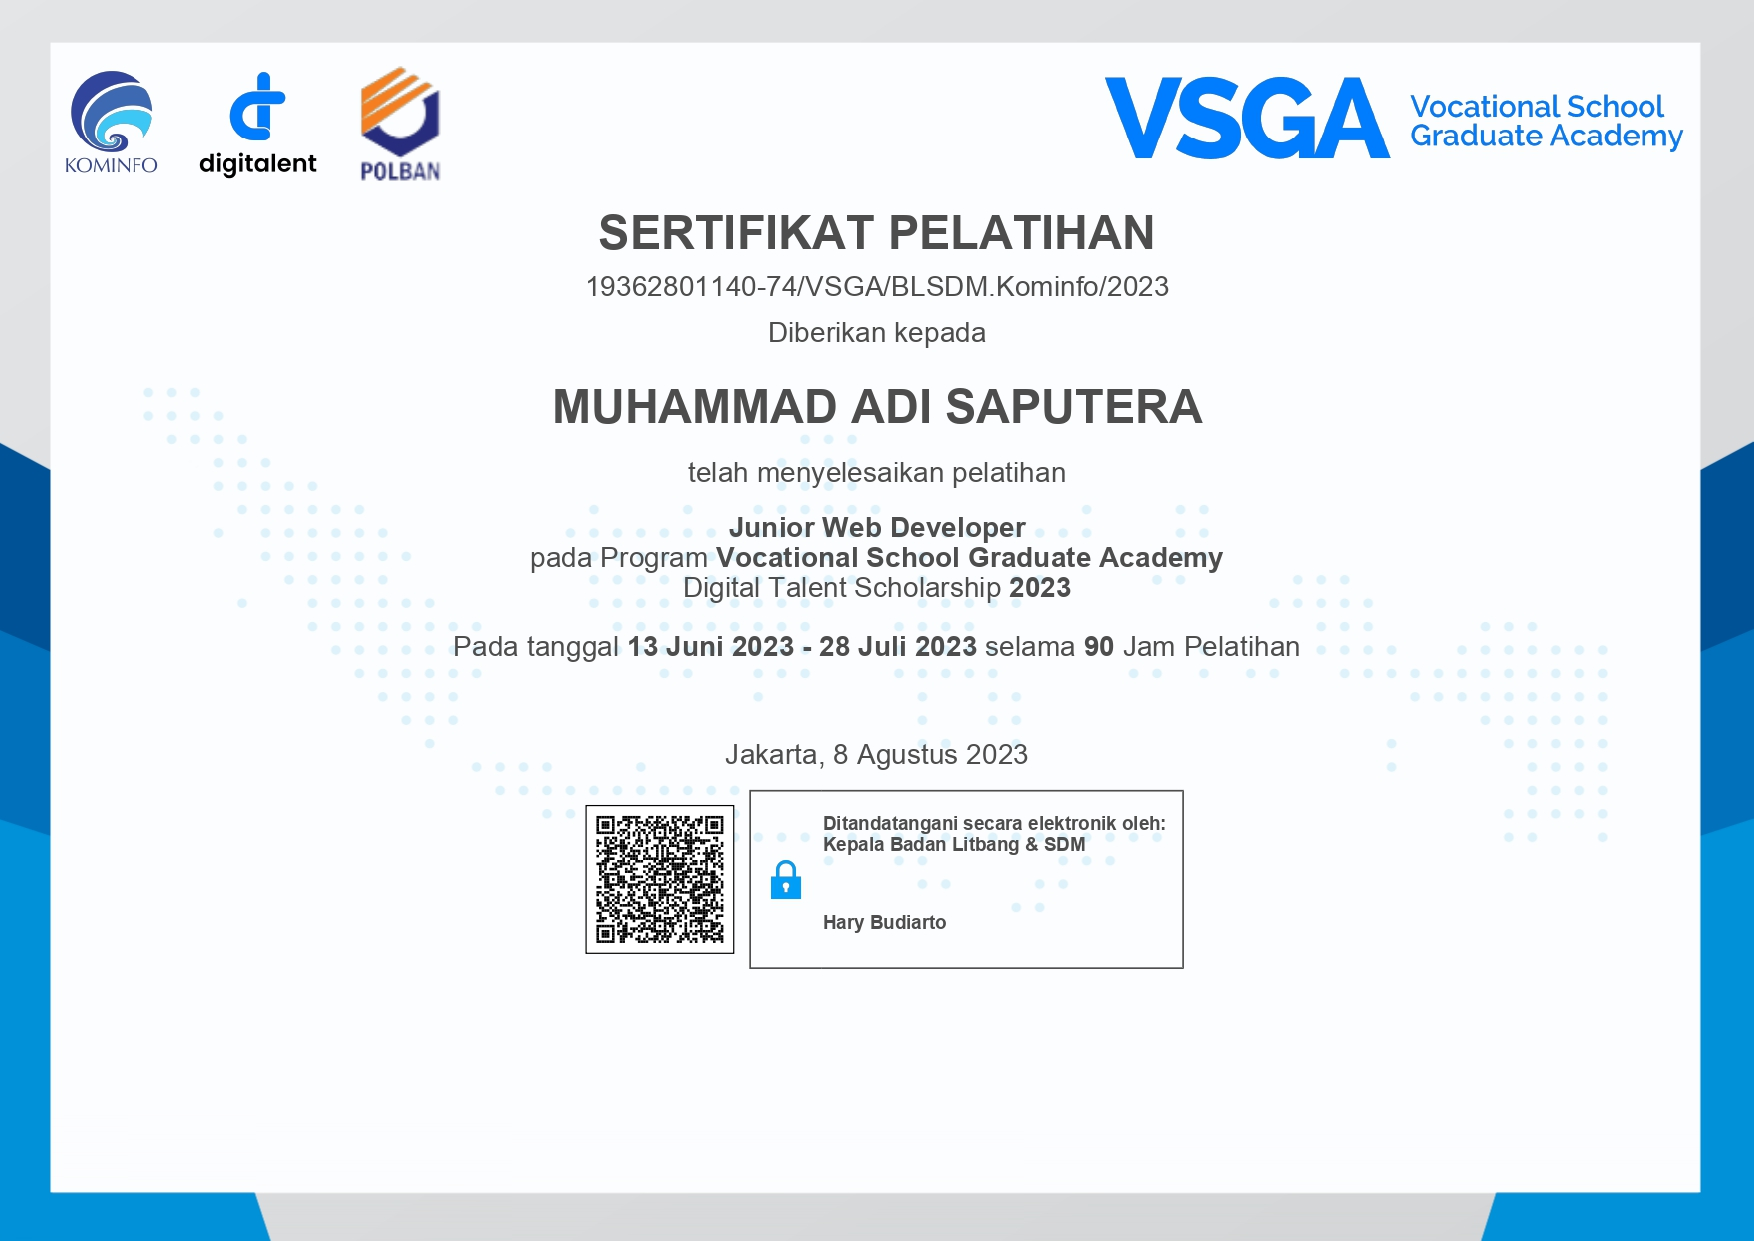 KOMINFO
digitalent
POLBAN
VSGA
Vocational School
Graduate Academy
SERTIFIKAT PELATIHAN
19362801140-74/VSGA/BLSDM.Kominfo/2023
Diberikan kepada
MUHAMMAD ADI SAPUTERA
telah menyelesaikan pelatihan
Junior Web Developer
pada Program Vocational School Graduate Academy
Digital Talent Scholarship 2023
Pada tanggal 13 Juni 2023 - 28 Juli 2023 selama 90 Jam Pelatihan
Jakarta, 8 Agustus 2023
Ditandatangani secara elektronik oleh:
Kepala Badan Litbang & SDM
Hary Budiarto